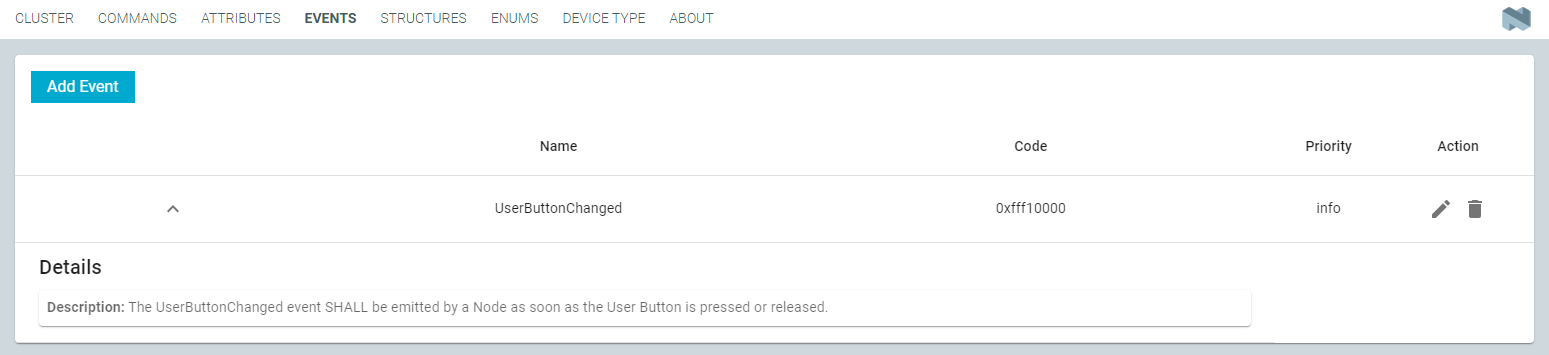 CLUSTER COMMANDS ATTRIBUTES EVENTS STRUCTURES ENUMS DEVICE TYPE ABOUT
Add Event
Name Code Priority Action
UserButtonChanged 0xfff10000 info
Details
Description: The UserButtonChanged event SHALL be emitted by a Node as soon as the User Button is pressed or released.